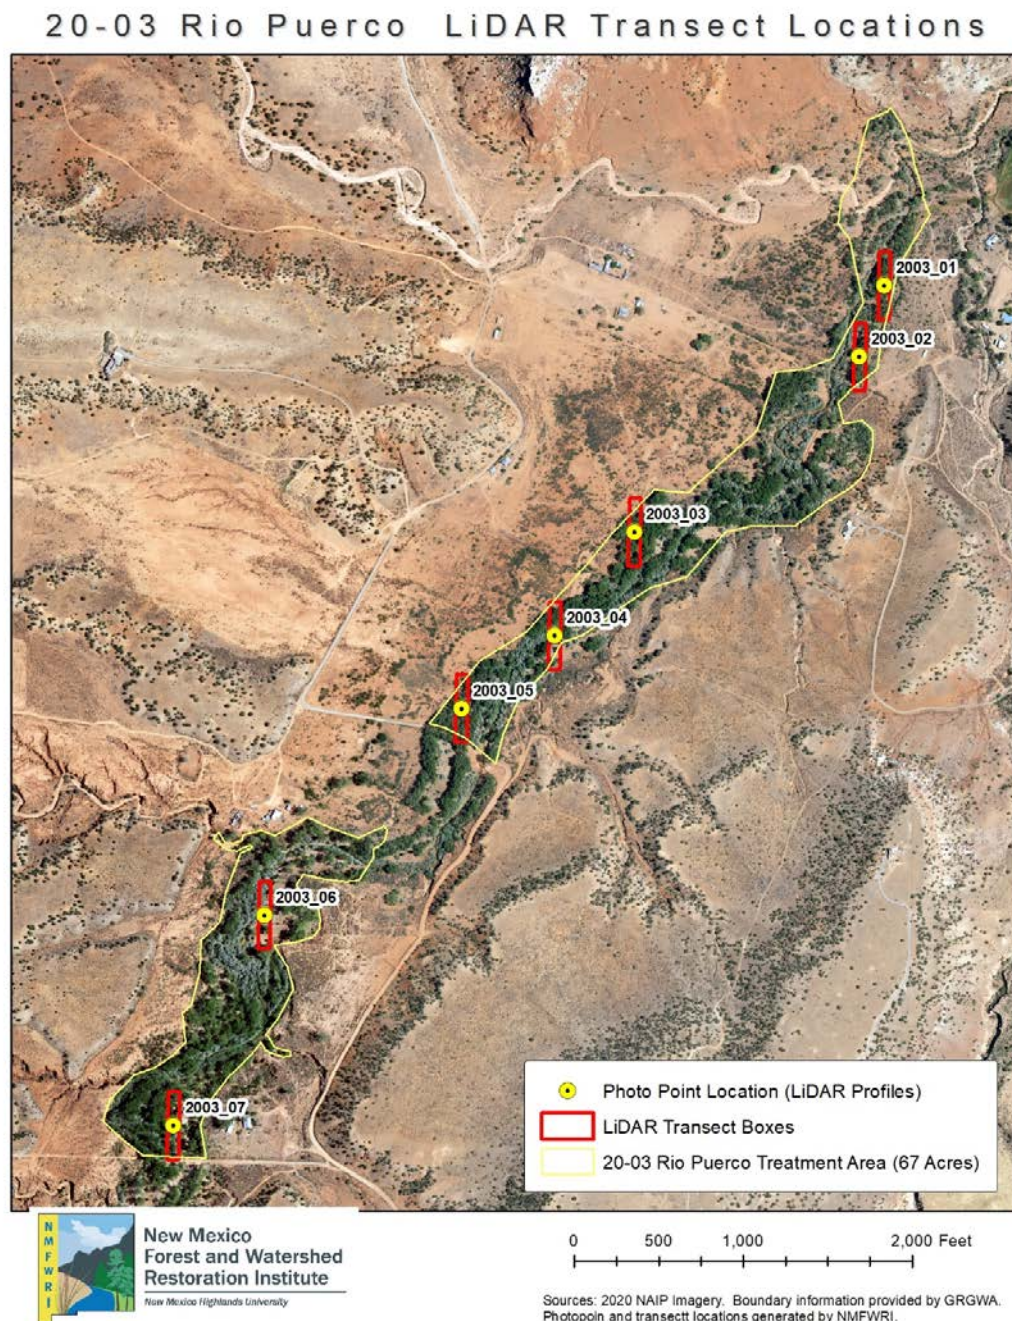 20-03 Rio Puerco LiDAR Transect Locations
2003_01
2003_02
2003_03
2003_04
2003_05
2003_06
2003_07
Photo Point Location (LiDAR Profiles)
LiDAR Transect Boxes
20-03 Rio Puerco Treatment Area (67 Acres)
NMFWRI
New Mexico
Forest and Watershed
Restoration Institute
New Mexico Highlands University
0 500 1,000 2,000 Feet
Sources: 2020 NAIP Imagery. Boundary information provided by GRGWA.
Photopoin and transectt locations generated by NMFWRI.